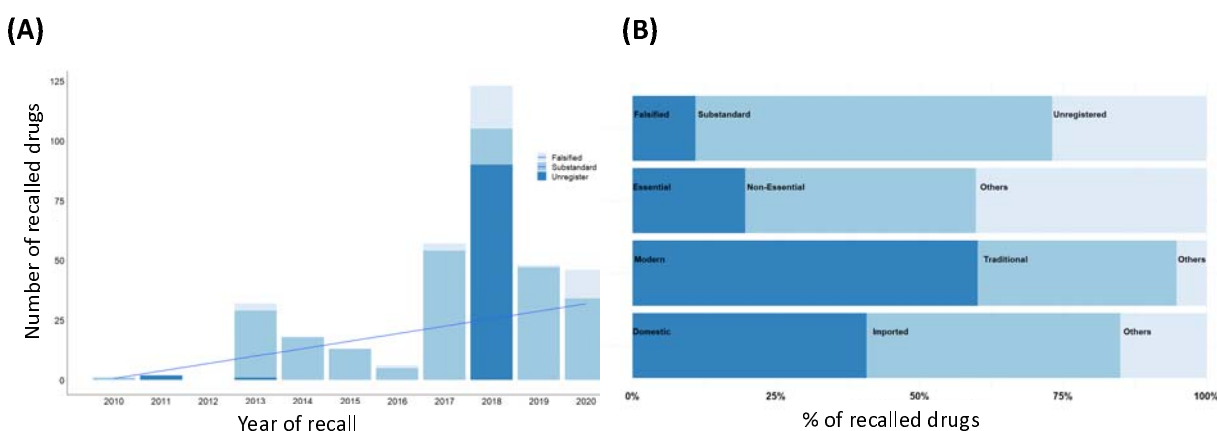 (A)
(B)
Number of recalled drugs
125
100
75
50
25
0
Falsified
Substandard
Unregister
2010 2011 2012 2013 2014 2015 2016 2017 2018 2019 2020
Year of recall
Falsified Substandard Unregistered
Essential Non-Essential Others
Modern Traditional Others
Domestic Imported Others
0% 25% 50% 75% 100%
% of recalled drugs